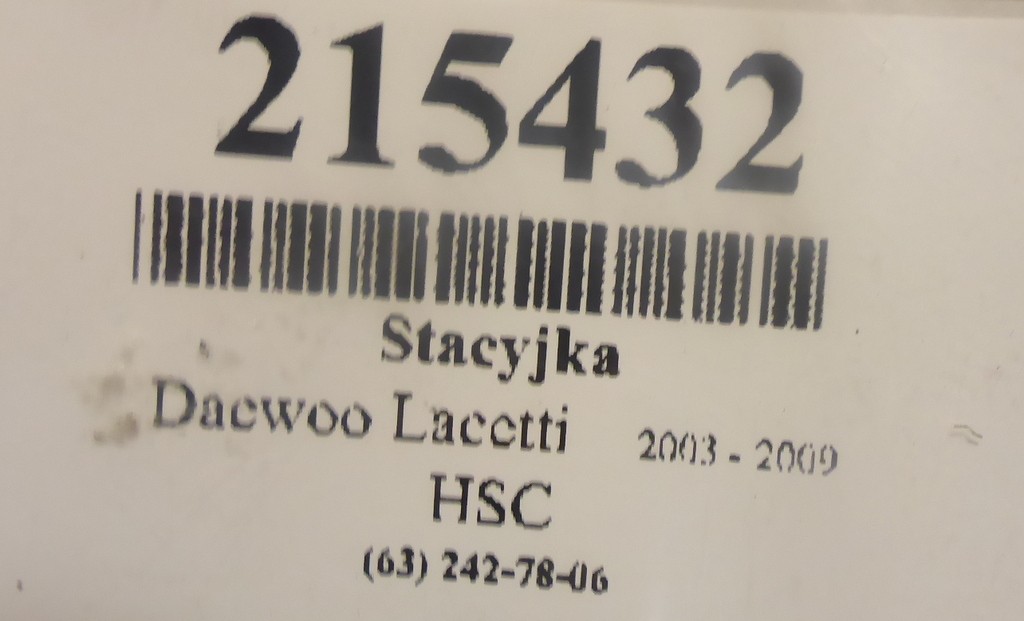 215432
Stacyjka
Daewoo Lacetti 2003 - 2009
HSC
(63) 242-78-06